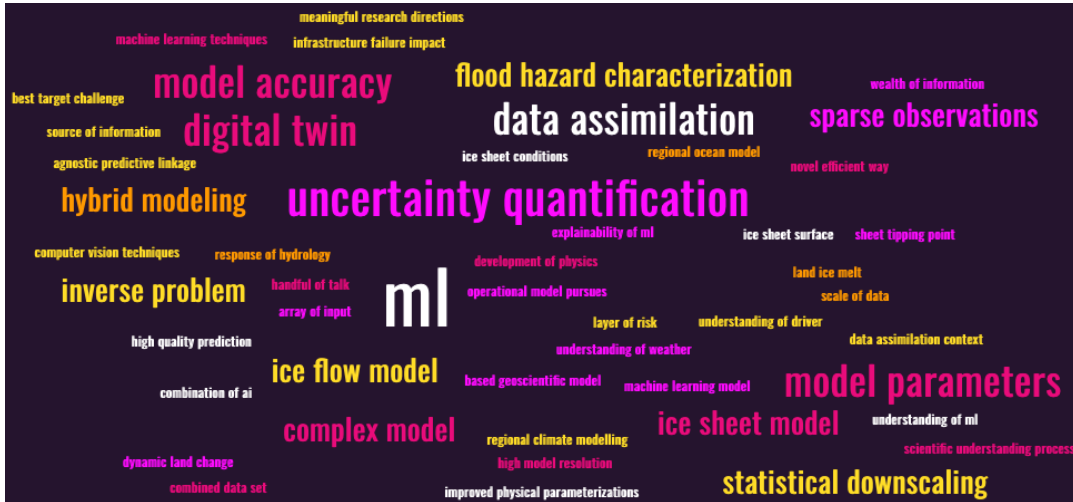 meaningful research directions
machine learning techniques
infrastructure failure impact
model accuracy
flood hazard characterization
wealth of information
best target challenge
digital twin
data assimilation
sparse observations
source of information
ice sheet conditions
regional ocean model
agnostic predictive linkage
novel efficient way
hybrid modeling
uncertainty quantification
explainability of ml
ice sheet surface
sheet tipping point
computer vision techniques
response of hydrology
development of physics
land ice melt
inverse problem
handful of talk
ml
operational model pursues
scale of data
array of input
layer of risk
understanding of driver
high quality prediction
understanding of weather
data assimilation context
ice flow model
based geoscientific model
machine learning model
model parameters
combination of ai
complex model
ice sheet model
understanding of ml
regional climate modelling
scientific understanding process
dynamic land change
high model resolution
combined data set
improved physical parameterizations
statistical downscaling